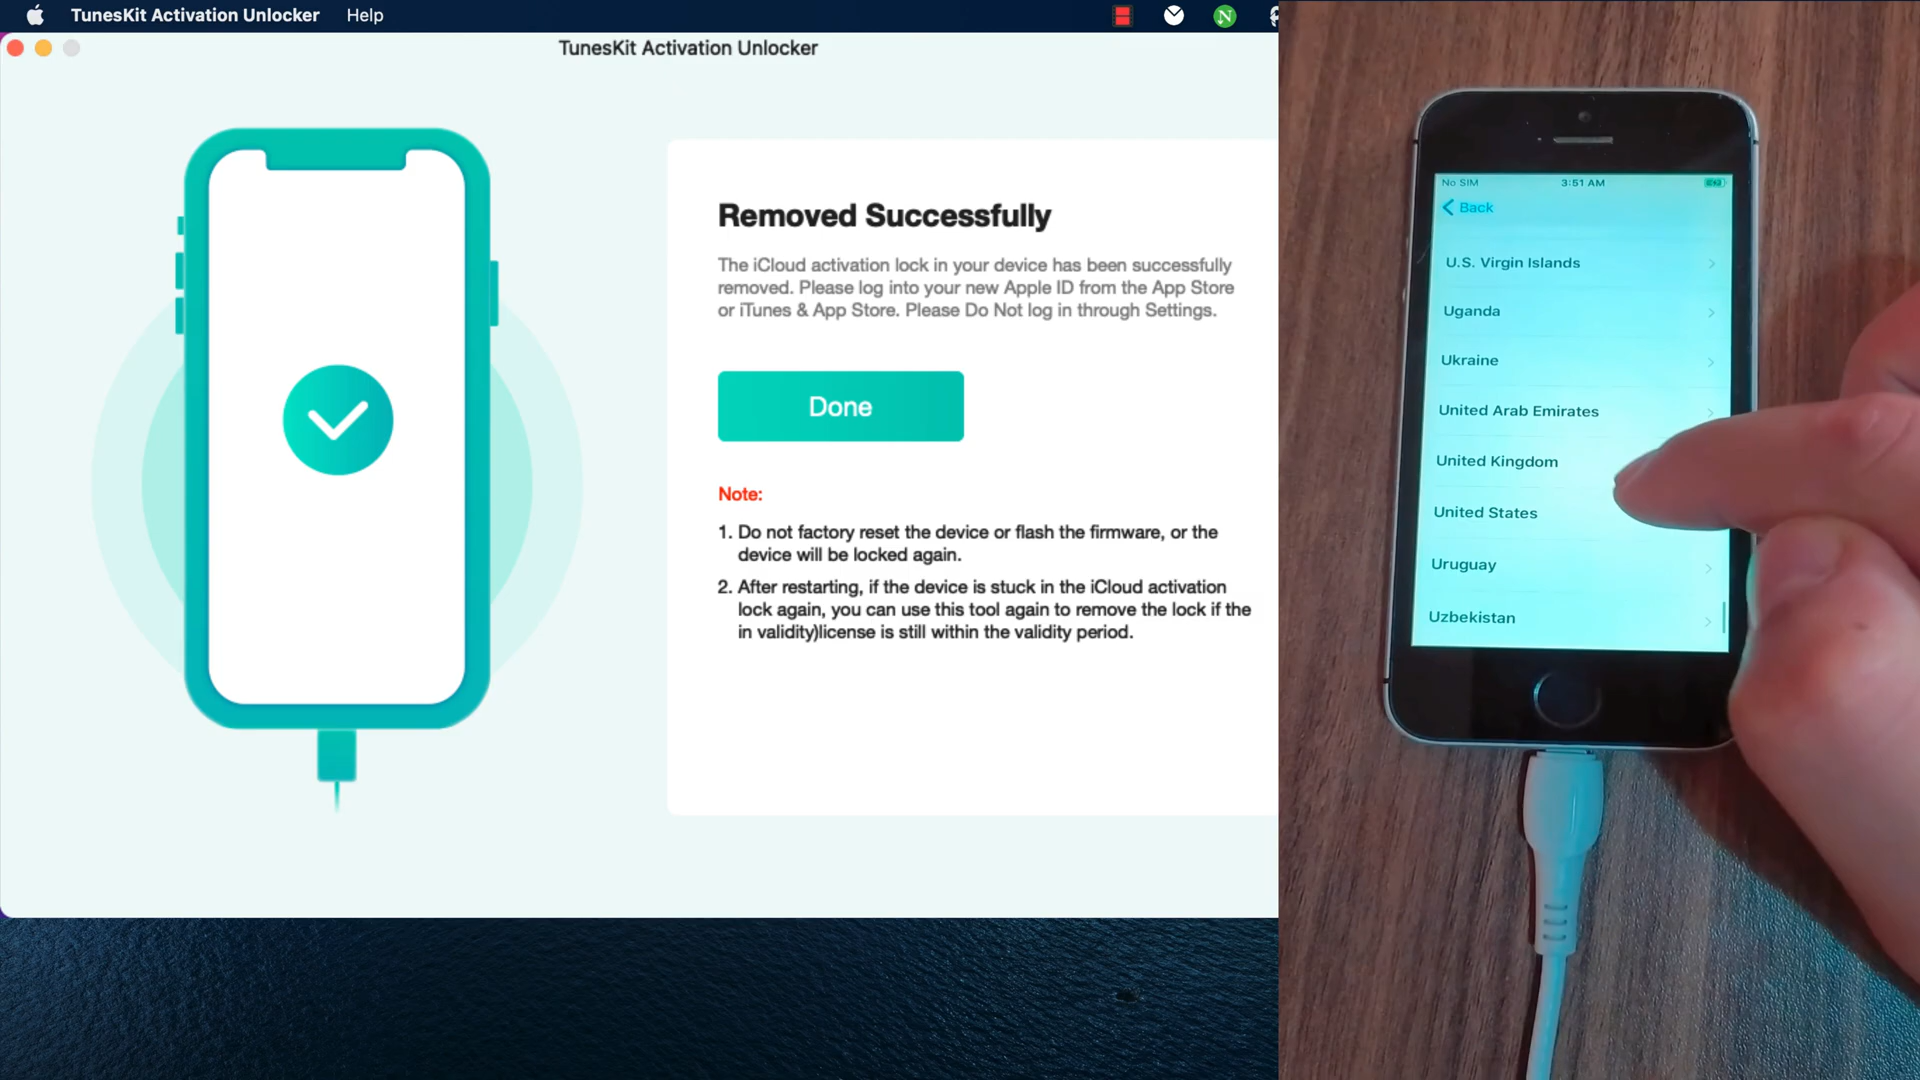 TunesKit Activation Unlocker Help
TunesKit Activation Unlocker
Removed Successfully
The iCloud activation lock in your device has been successfully
removed. Please log into your new Apple ID from the App Store
or iTunes & App Store. Please Do Not log in through Settings.
Done
Note:
1. Do not factory reset the device or flash the firmware, or the
device will be locked again.
2. After restarting, if the device is stuck in the iCloud activation
lock again, you can use this tool again to remove the lock if the
in validity)license is still within the validity period.
No SIM 3:51 AM
Back
U.S. Virgin Islands
Uganda
Ukraine
United Arab Emirates
United Kingdom
United States
Uruguay
Uzbekistan